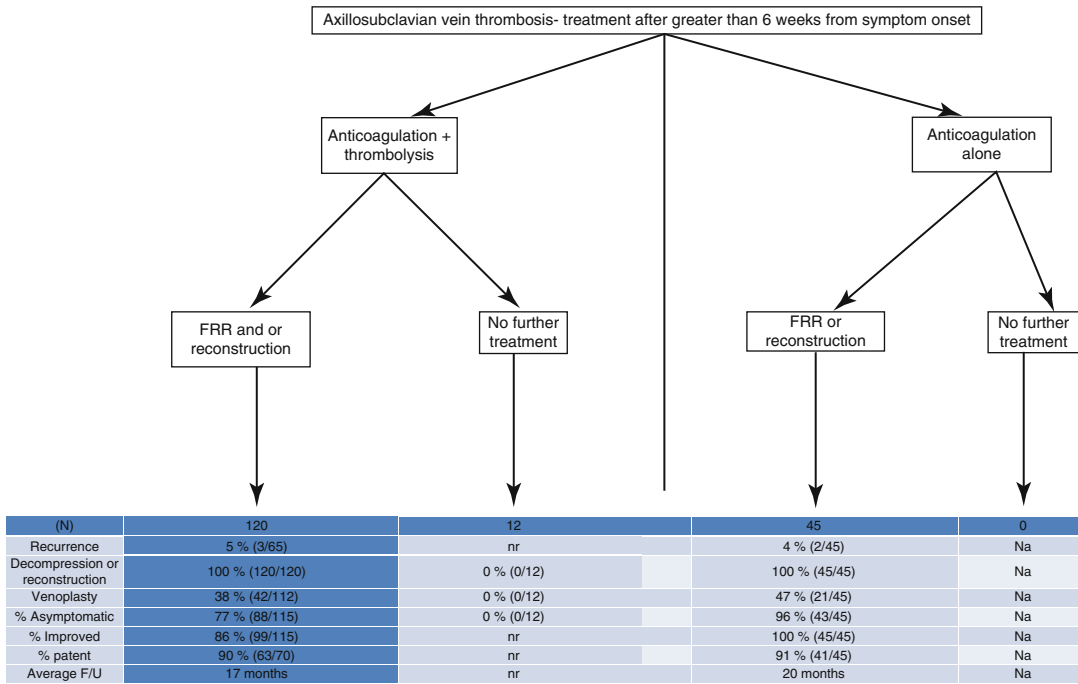 Axillosubclavian vein thrombosis- treatment after greater than 6 weeks from symptom onset
Anticoagulation +
thrombolysis
Anticoagulation
alone
FRR and or
reconstruction
No further
treatment
FRR or
reconstruction
No further
treatment
(N) 120 12 45 0
Recurrence 5 % (3/65) nr 4 % (2/45) Na
Decompression or
reconstruction 100 % (120/120) 0 % (0/12) 100 % (45/45) Na
Venoplasty 38 % (42/112) 0 % (0/12) 47 % (21/45) Na
% Asymptomatic 77 % (88/115) 0 % (0/12) 96 % (43/45) Na
% Improved 86 % (99/115) nr 100 % (45/45) Na
% patent 90 % (63/70) nr 91 % (41/45) Na
Average F/U 17 months nr 20 months Na